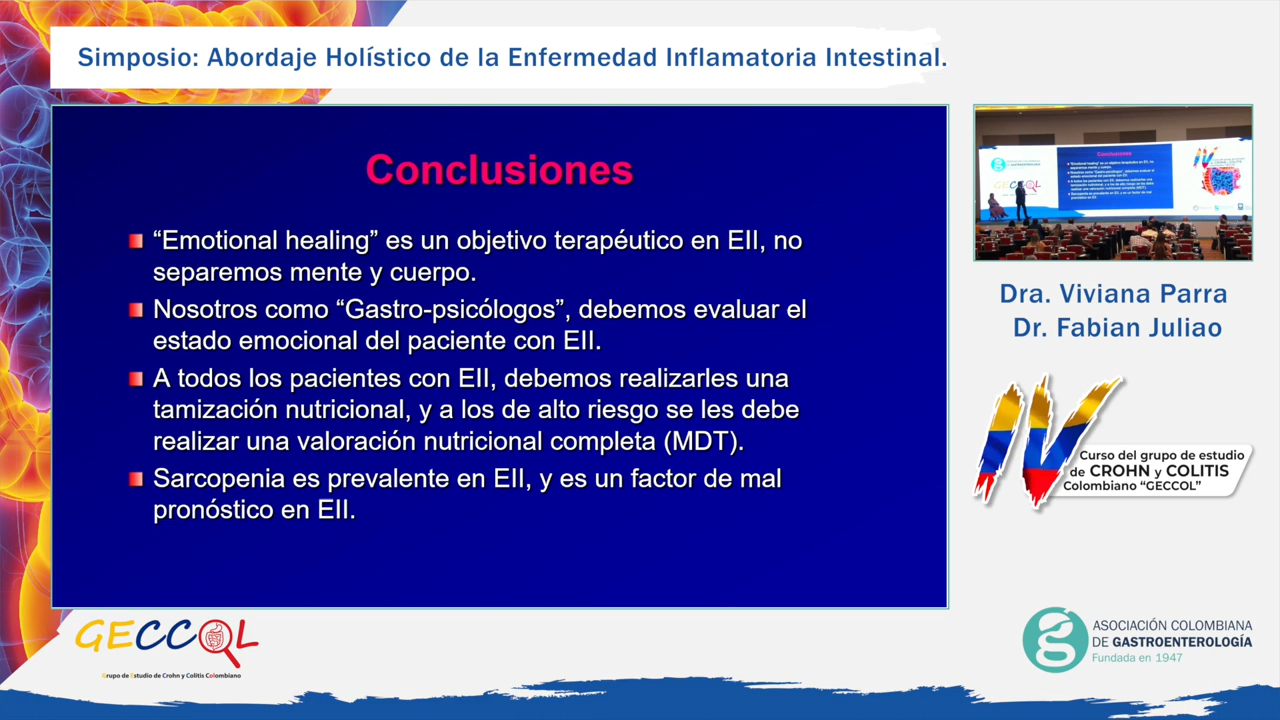 Simposio: Abordaje Holístico de la Enfermedad Inflamatoria Intestinal.
Conclusiones
“Emotional healing” es un objetivo terapéutico en EII, no
separemos mente y cuerpo.
Nosotros como “Gastro-psicólogos”, debemos evaluar el
estado emocional del paciente con EII.
A todos los pacientes con EII, debemos realizarles una
tamización nutricional, y a los de alto riesgo se les debe
realizar una valoración nutricional completa (MDT).
Sarcopenia es prevalente en EII, y es un factor de mal
pronóstico en EII.
Dra. Viviana Parra
Dr. Fabian Juliao
IV
Curso del grupo de estudio
de CROHN y COLITIS
Colombiano “GECCOL”
GECCOL
Grupo de Estudio de Crohn y Colitis Colombiano
ASOCIACIÓN COLOMBIANA
DE GASTROENTEROLOGÍA
Fundada en 1947